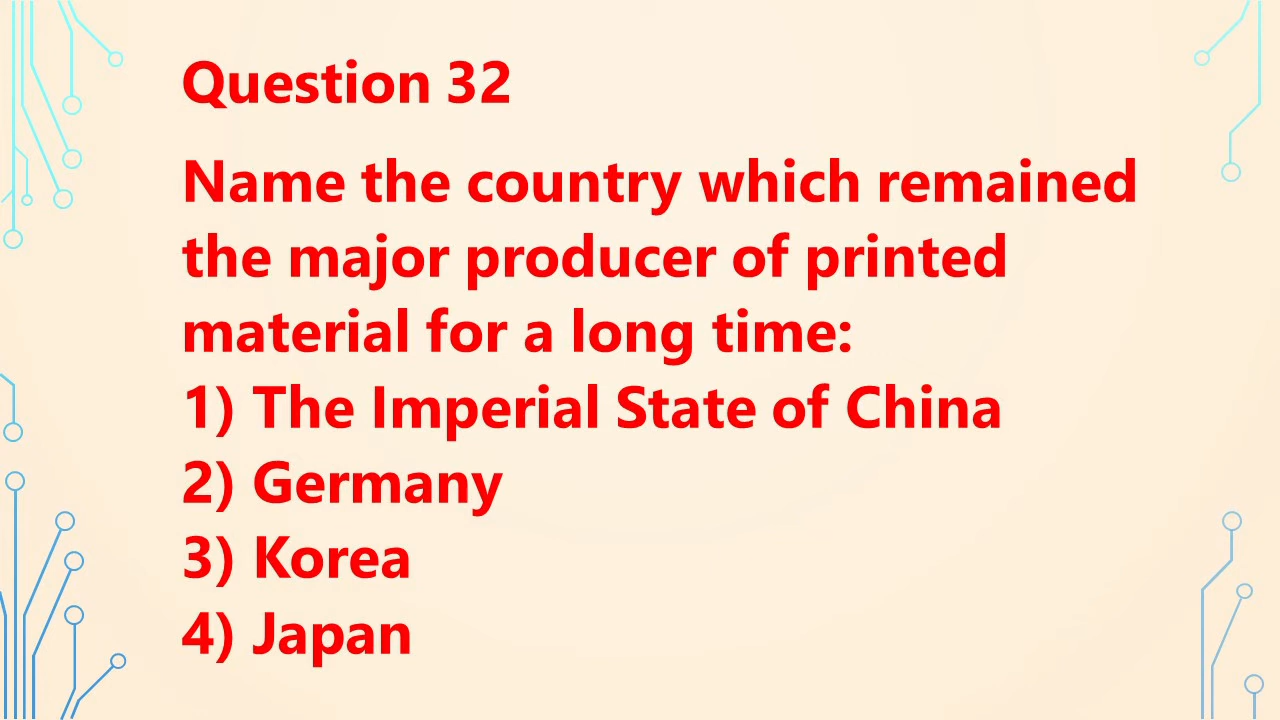 Question 32
Name the country which remained
the major producer of printed
material for a long time:
1) The Imperial State of China
2) Germany
3) Korea
4) Japan